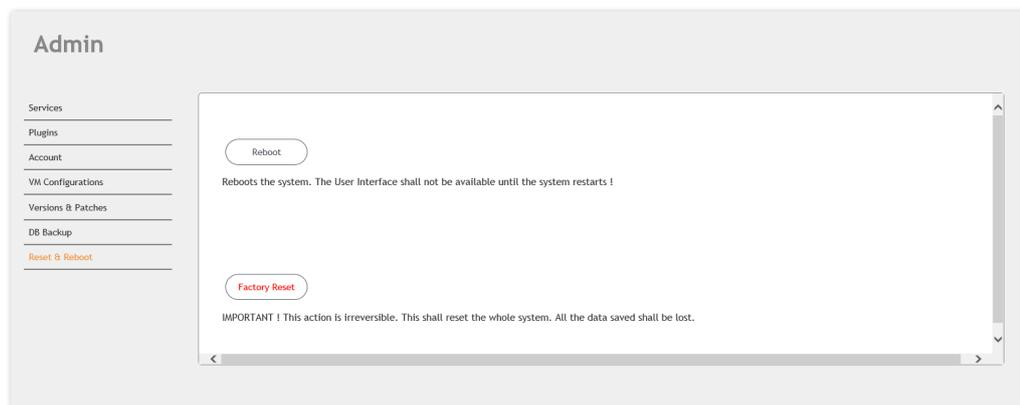 Admin
Services
Plugins
Account
VM Configurations
Versions & Patches
DB Backup
Reset & Reboot
Reboot
Reboots the system. The User Interface shall not be available until the system restarts !
Factory Reset
IMPORTANT ! This action is irreversible. This shall reset the whole system. All the data saved shall be lost.